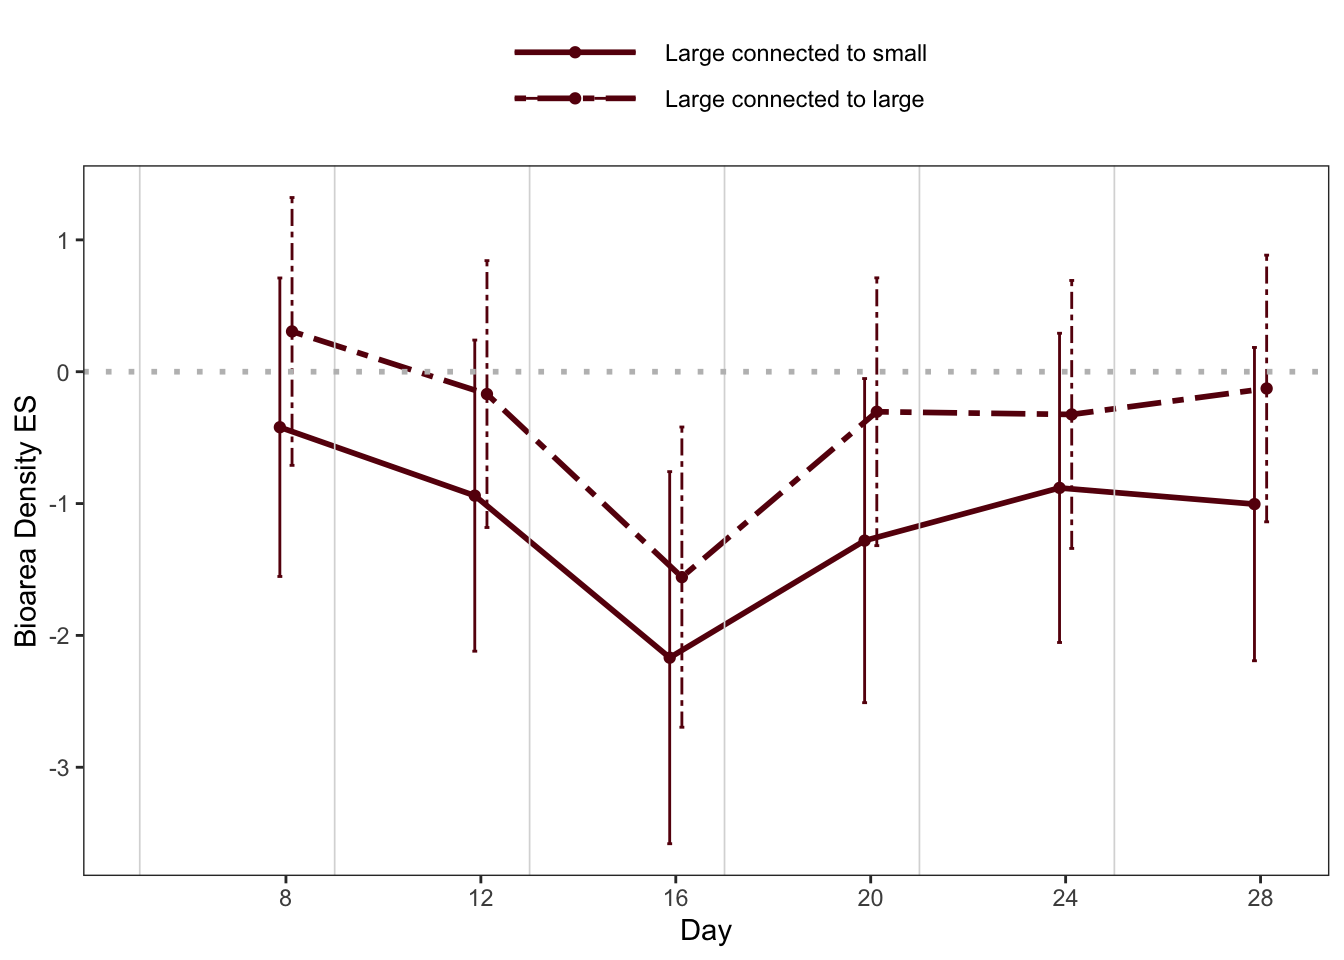 Large connected to small
Large connected to large
Bioarea Density ES
1
0
-1
-2
-3
8 12 16 20 24 28
Day